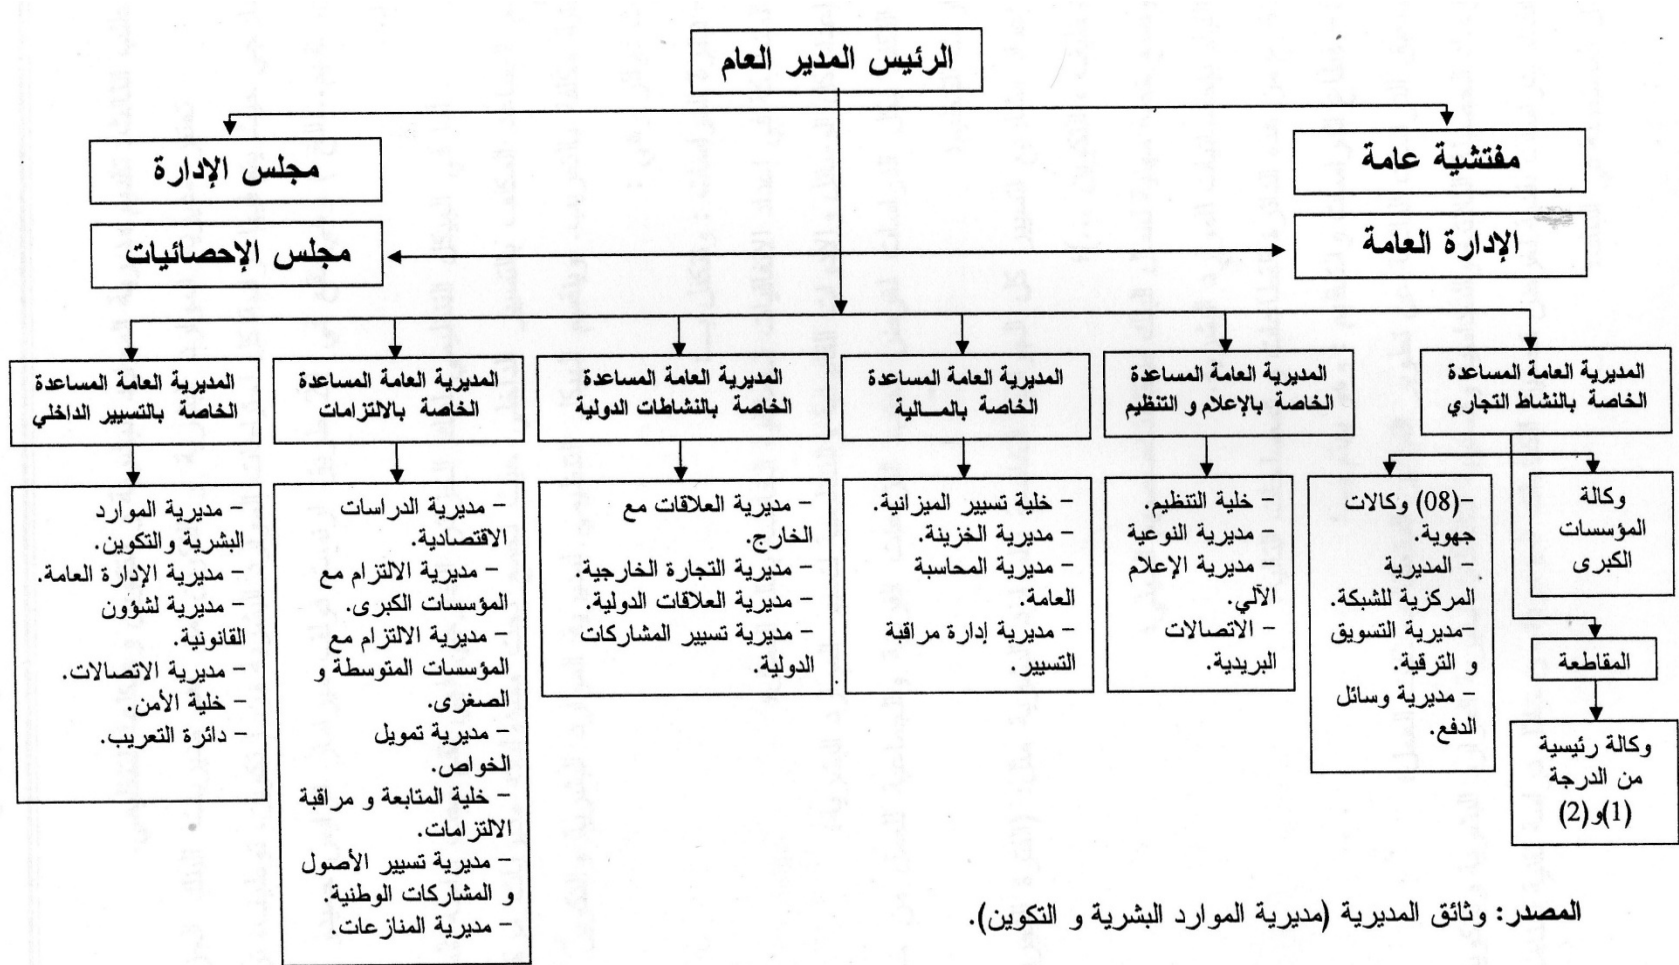 الرئيس المدير العام
مفتشية عامة
مجلس الإدارة
الإدارة العامة
مجلس الإحصائيات
المديرية العامة المساعدة
الخاصة بالنشاط التجاري
المديرية العامة المساعدة
الخاصة بالإعلام و التنظيم
المديرية العامة المساعدة
الخاصة بالمـــالية
المديرية العامة المساعدة
الخاصة بالنشاطات الدولية
المديرية العامة المساعدة
الخاصة بالالتزامات
المديرية العامة المساعدة
الخاصة بالتسيير الداخلي
وكالة
المؤسسات
الكبرى
المقاطعة
وكالة رئيسية
من الدرجة
(1)و(2)
–(08) وكالات
جهوية.
– المديرية
المركزية للشبكة.
–مديرية التسويق
و الترقية.
– مديرية وسائل
الدفع.
– خلية التنظيم.
مديرية النوعية
– مديرية الإعلام
الآلي.
– الاتصالات
البريدية.
– خلية تسيير الميزانية.
– مديرية الخزينة.
– مديرية المحاسبة
العامة.
– مديرية إدارة مراقبة
التسيير.
– مديرية العلاقات مع
الخارج.
– مديرية التجارة الخارجية.
– مديرية العلاقات الدولية.
– مديرية تسيير المشاركات
الدولية.
– مديرية الدراسات
الاقتصادية.
– مديرية الالتزام مع
المؤسسات الكبرى.
– مديرية الالتزام مع
المؤسسات المتوسطة و
الصغرى.
– مديرية تمويل
الخواص.
– خلية المتابعة و مراقبة
الالتزامات.
– مديرية تسيير الأصول
و المشاركات الوطنية.
– مديرية المنازعات.
– مديرية الموارد
البشرية والتكوين.
– مديرية الإدارة العامة.
– مديرية لشؤون
القانونية.
– مديرية الاتصالات.
– خلية الأمن.
– دائرة التعريب.
المصدر: وثائق المديرية (مديرية الموارد البشرية و التكوين).